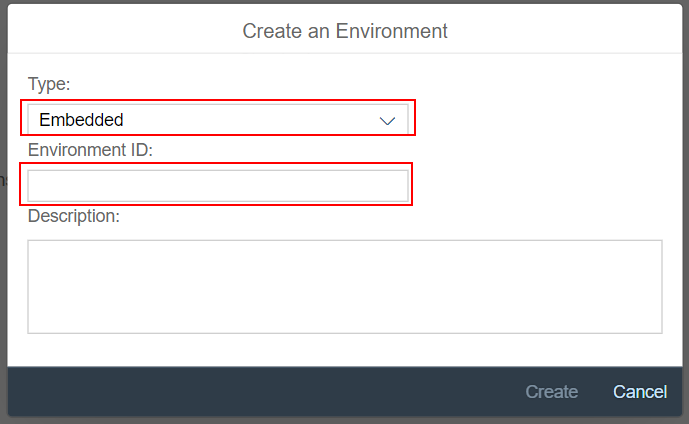 Create an Environment
Type:
Embedded
Environment ID:
Description:
Create Cancel